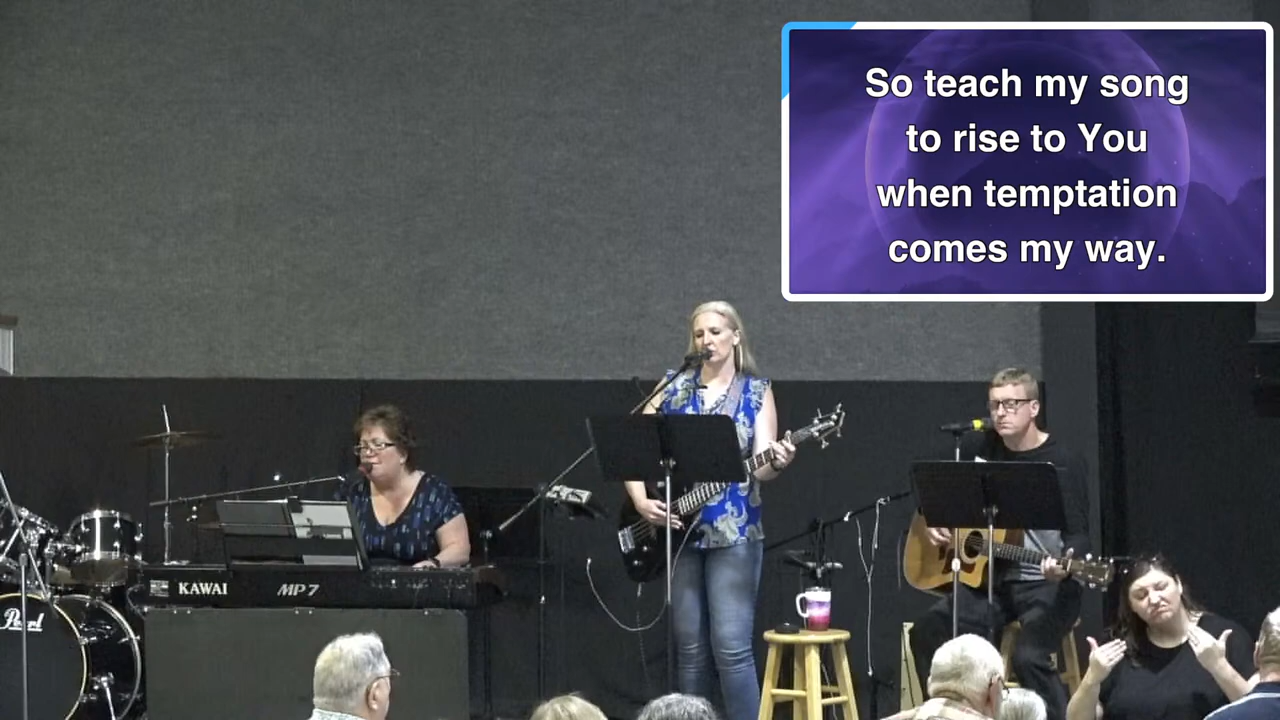 So teach my song
to rise to You
when temptation
comes my way.
KAWAI MP7
Pearl